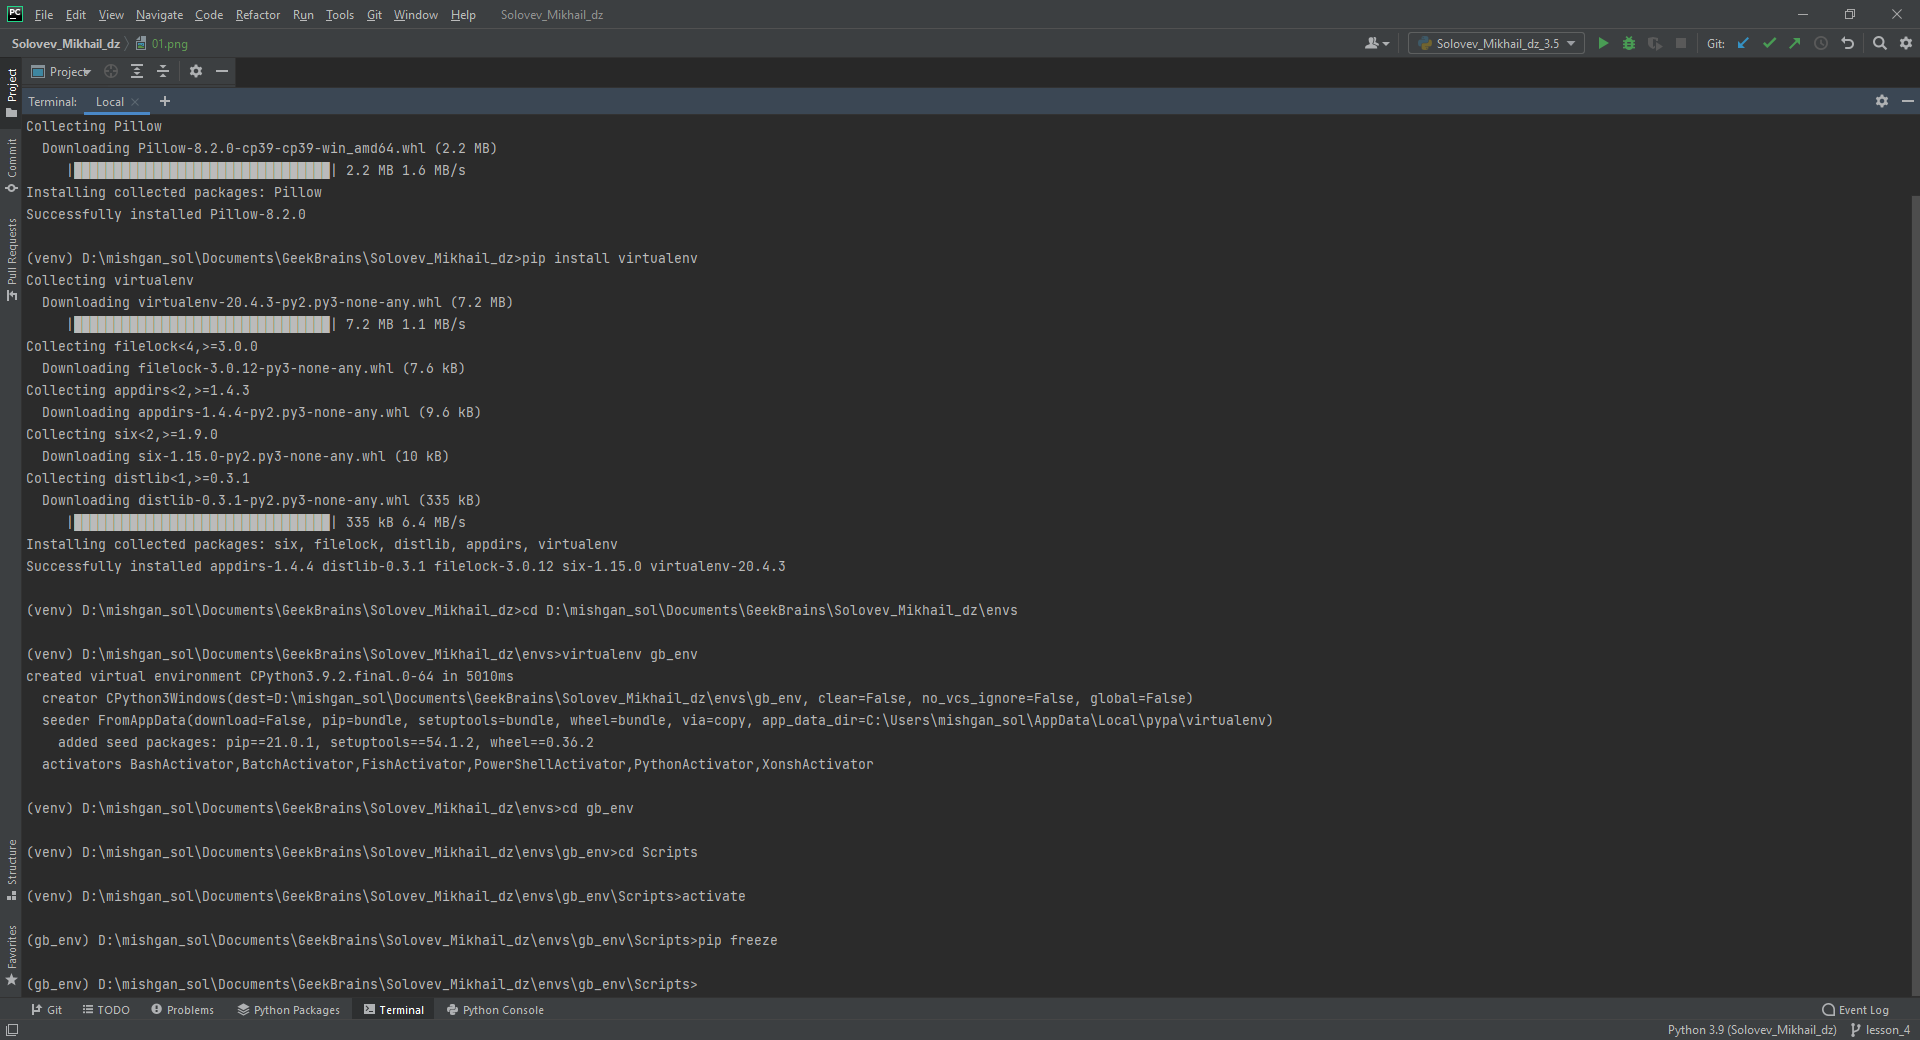 PC File Edit View Navigate Code Refactor Run Tools Git Window Help Solovev_Mikhail_dz
Solovev_Mikhail_dz 01.png Solovev_Mikhail_dz_3.5 Git:
Project
Terminal: Local
Collecting Pillow
Downloading Pillow-8.2.0-cp39-cp39-win_amd64.whl (2.2 MB)
| | 2.2 MB 1.6 MB/s
Installing collected packages: Pillow
Successfully installed Pillow-8.2.0
(venv) D:\mishgan_sol\Documents\GeekBrains\Solovev_Mikhail_dz>pip install virtualenv
Collecting virtualenv
Downloading virtualenv-20.4.3-py2.py3-none-any.whl (7.2 MB)
| | 7.2 MB 1.1 MB/s
Collecting filelock<4,>=3.0.0
Downloading filelock-3.0.12-py3-none-any.whl (7.6 kB)
Collecting appdirs<2,>=1.4.3
Downloading appdirs-1.4.4-py2.py3-none-any.whl (9.6 kB)
Collecting six<2,>=1.9.0
Downloading six-1.15.0-py2.py3-none-any.whl (10 kB)
Collecting distlib<1,>=0.3.1
Downloading distlib-0.3.1-py2.py3-none-any.whl (335 kB)
| | 335 kB 6.4 MB/s
Installing collected packages: six, filelock, distlib, appdirs, virtualenv
Successfully installed appdirs-1.4.4 distlib-0.3.1 filelock-3.0.12 six-1.15.0 virtualenv-20.4.3
(venv) D:\mishgan_sol\Documents\GeekBrains\Solovev_Mikhail_dz>cd D:\mishgan_sol\Documents\GeekBrains\Solovev_Mikhail_dz\envs
(venv) D:\mishgan_sol\Documents\GeekBrains\Solovev_Mikhail_dz\envs>virtualenv gb_env
created virtual environment CPython3.9.2.final.0-64 in 5010ms
creator CPython3Windows(dest=D:\mishgan_sol\Documents\GeekBrains\Solovev_Mikhail_dz\envs\gb_env, clear=False, no_vcs_ignore=False, global=False)
seeder FromAppData(download=False, pip=bundle, setuptools=bundle, wheel=bundle, via=copy, app_data_dir=C:\Users\mishgan_sol\AppData\Local\pypa\virtualenv)
added seed packages: pip==21.0.1, setuptools==54.1.2, wheel==0.36.2
activators BashActivator,BatchActivator,FishActivator,PowerShellActivator,PythonActivator,XonshActivator
(venv) D:\mishgan_sol\Documents\GeekBrains\Solovev_Mikhail_dz\envs>cd gb_env
(venv) D:\mishgan_sol\Documents\GeekBrains\Solovev_Mikhail_dz\envs\gb_env>cd Scripts
(venv) D:\mishgan_sol\Documents\GeekBrains\Solovev_Mikhail_dz\envs\gb_env\Scripts>activate
(gb_env) D:\mishgan_sol\Documents\GeekBrains\Solovev_Mikhail_dz\envs\gb_env\Scripts>pip freeze
(gb_env) D:\mishgan_sol\Documents\GeekBrains\Solovev_Mikhail_dz\envs\gb_env\Scripts>
Project
Commit
Pull Requests
Structure
Favorites
Git TODO Problems Python Packages Terminal Python Console Event Log
Python 3.9 (Solovev_Mikhail_dz) lesson_4